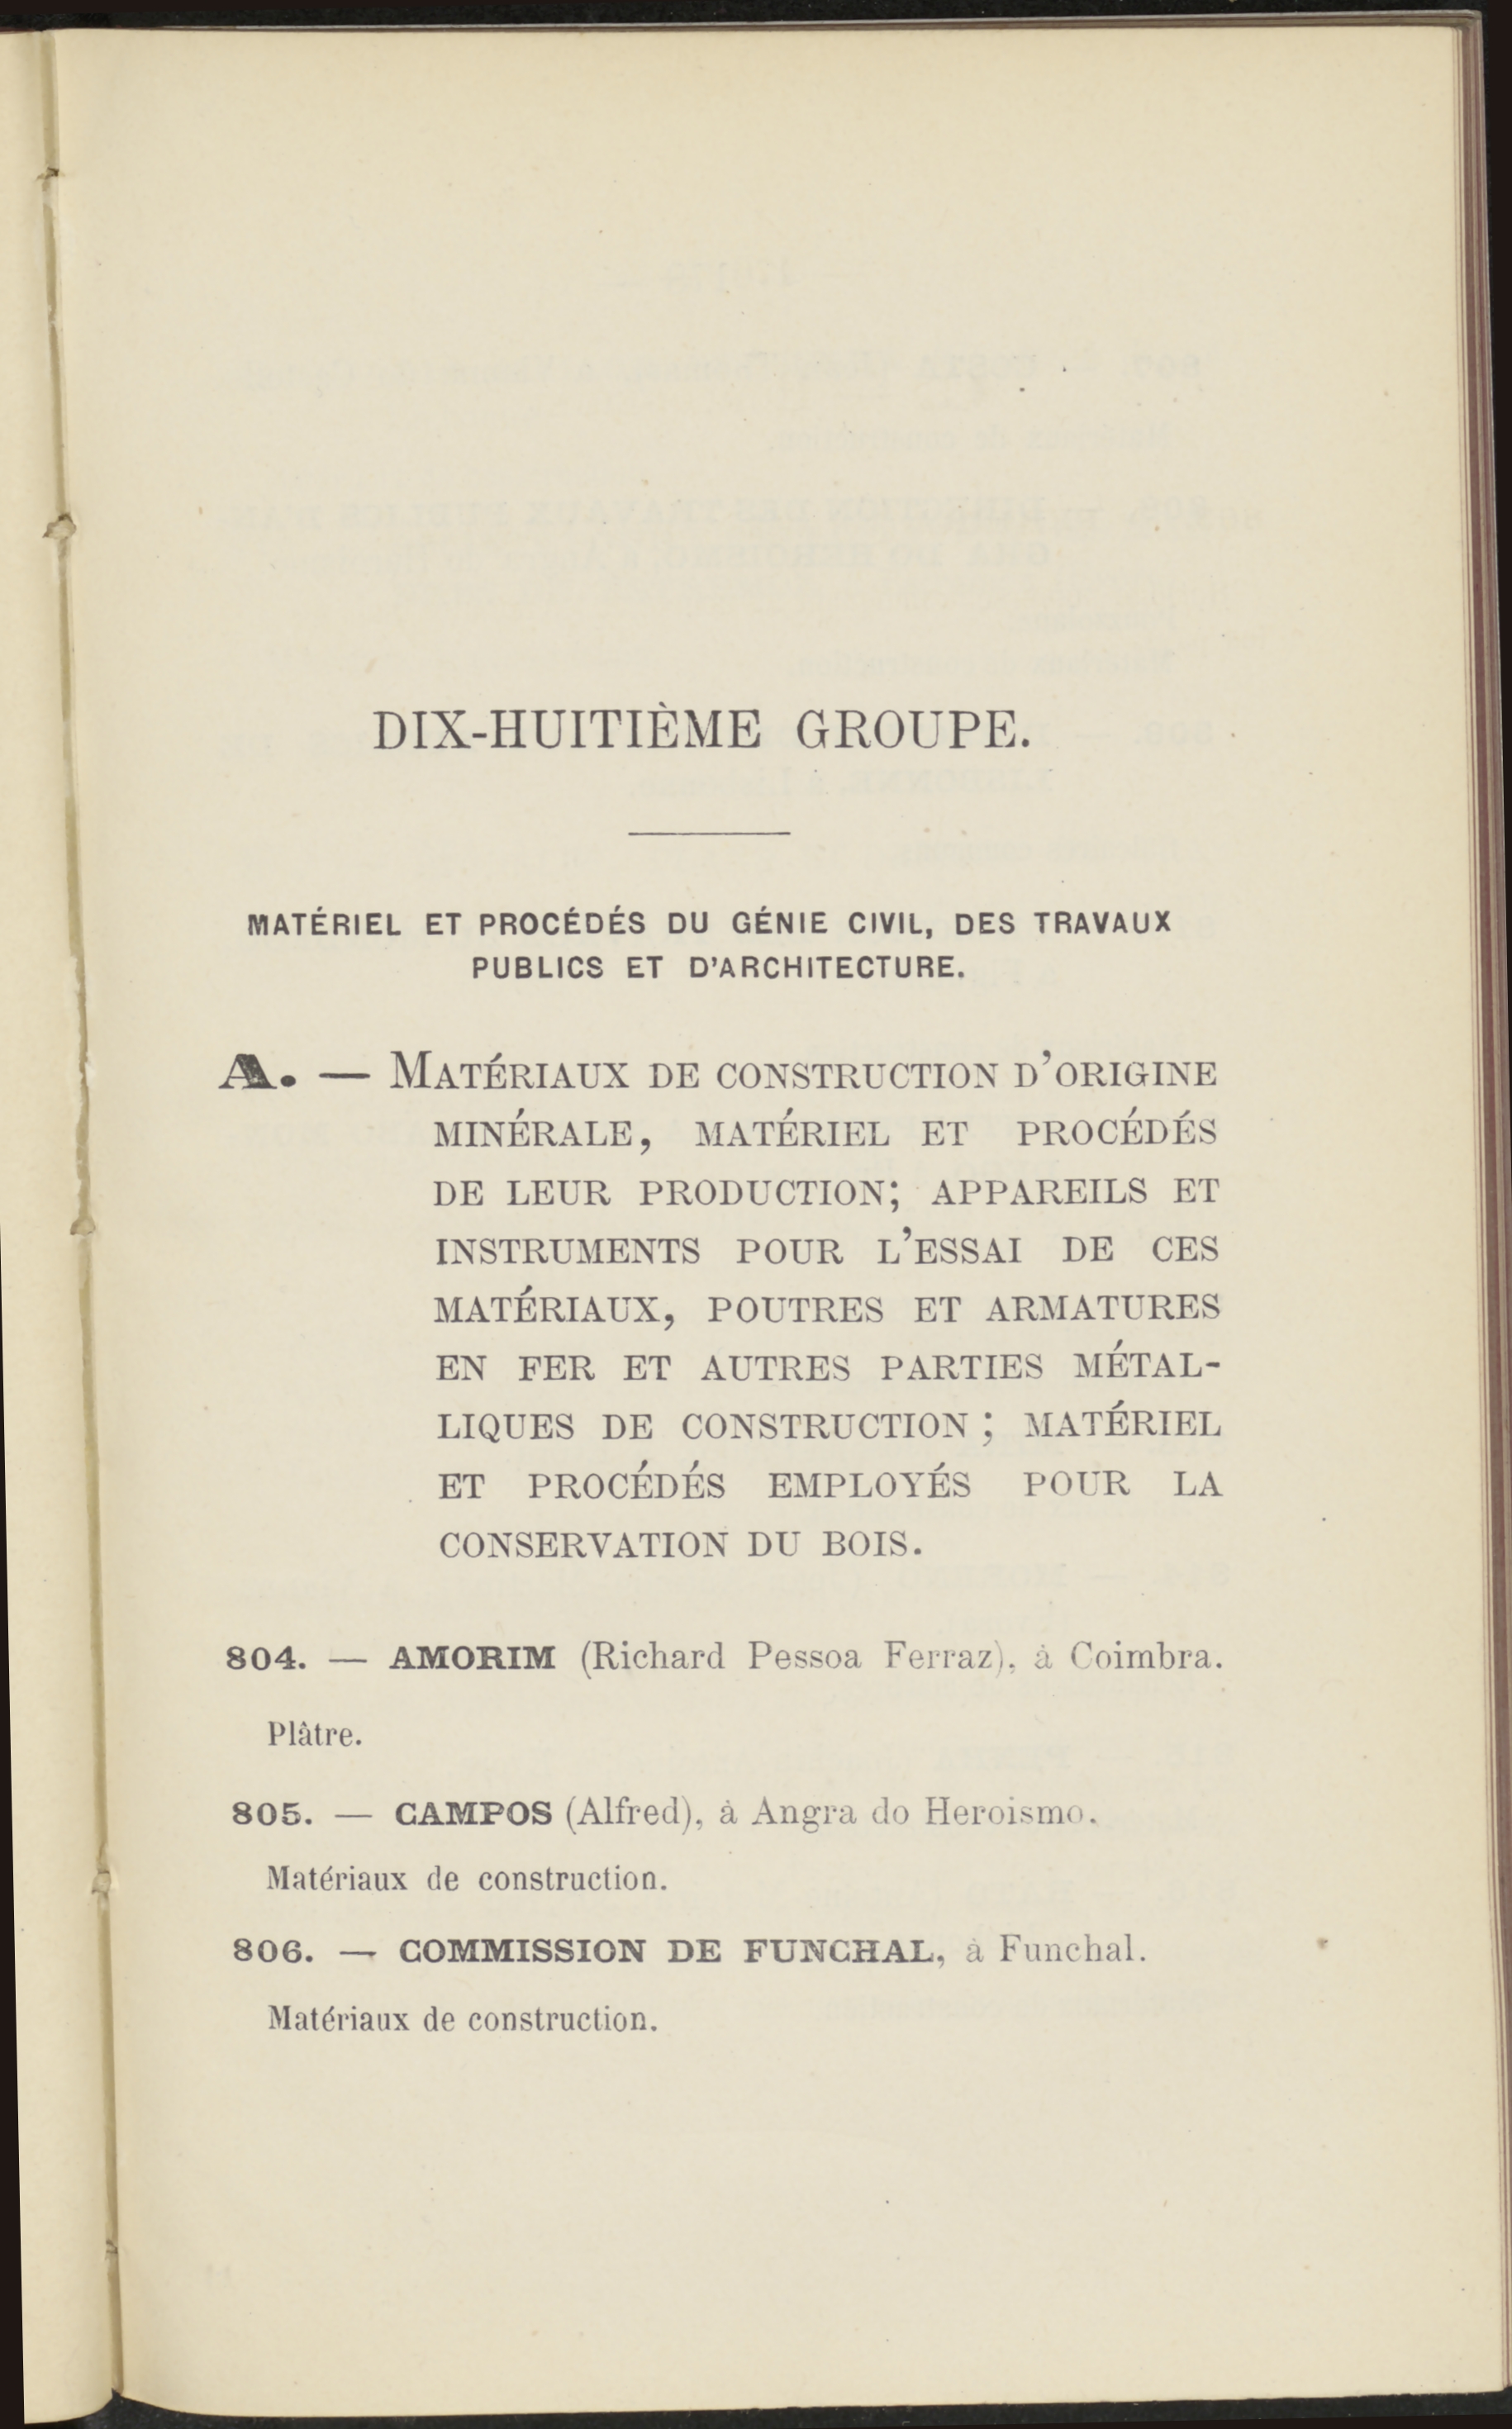 DIX-HUITIÈME GROUPE.
MATÉRIEL ET PROCÉDÉS DU GÉNIE CIVIL, DES TRAVAUX
PUBLICS ET D'ARCHITECTURE.
A. — MATÉRIAUX DE CONSTRUCTION D'ORIGINE
MINÉRALE, MATÉRIEL ET PROCÉDÉS
DE LEUR PRODUCTION; APPAREILS ET
INSTRUMENTS POUR L'ESSAI DE CES
MATÉRIAUX, POUTRES ET ARMATURES
EN FER ET AUTRES PARTIES MÉTAL-
LIQUES DE CONSTRUCTION; MATÉRIEL
ET PROCÉDÉS EMPLOYÉS POUR LA
CONSERVATION DU BOIS.
804. — AMORIM (Richard Pessoa Ferraz), à Coimbra.
Plâtre.
805. — CAMPOS (Alfred), à Angra do Heroismo.
Matériaux de construction.
806. — COMMISSION DE FUNCHAL, à Funchal.
Matériaux de construction.